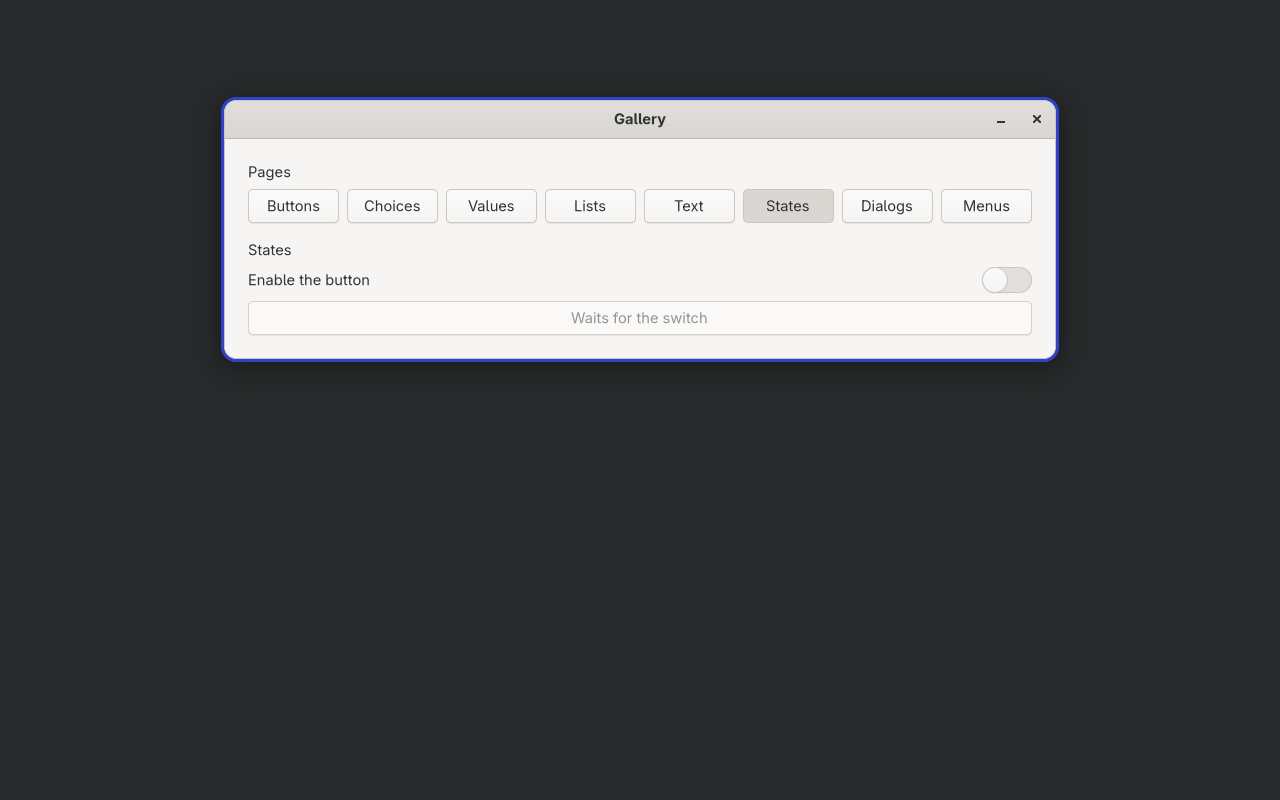 Gallery
Pages
Buttons Choices Values Lists Text States Dialogs Menus
States
Enable the button
Waits for the switch